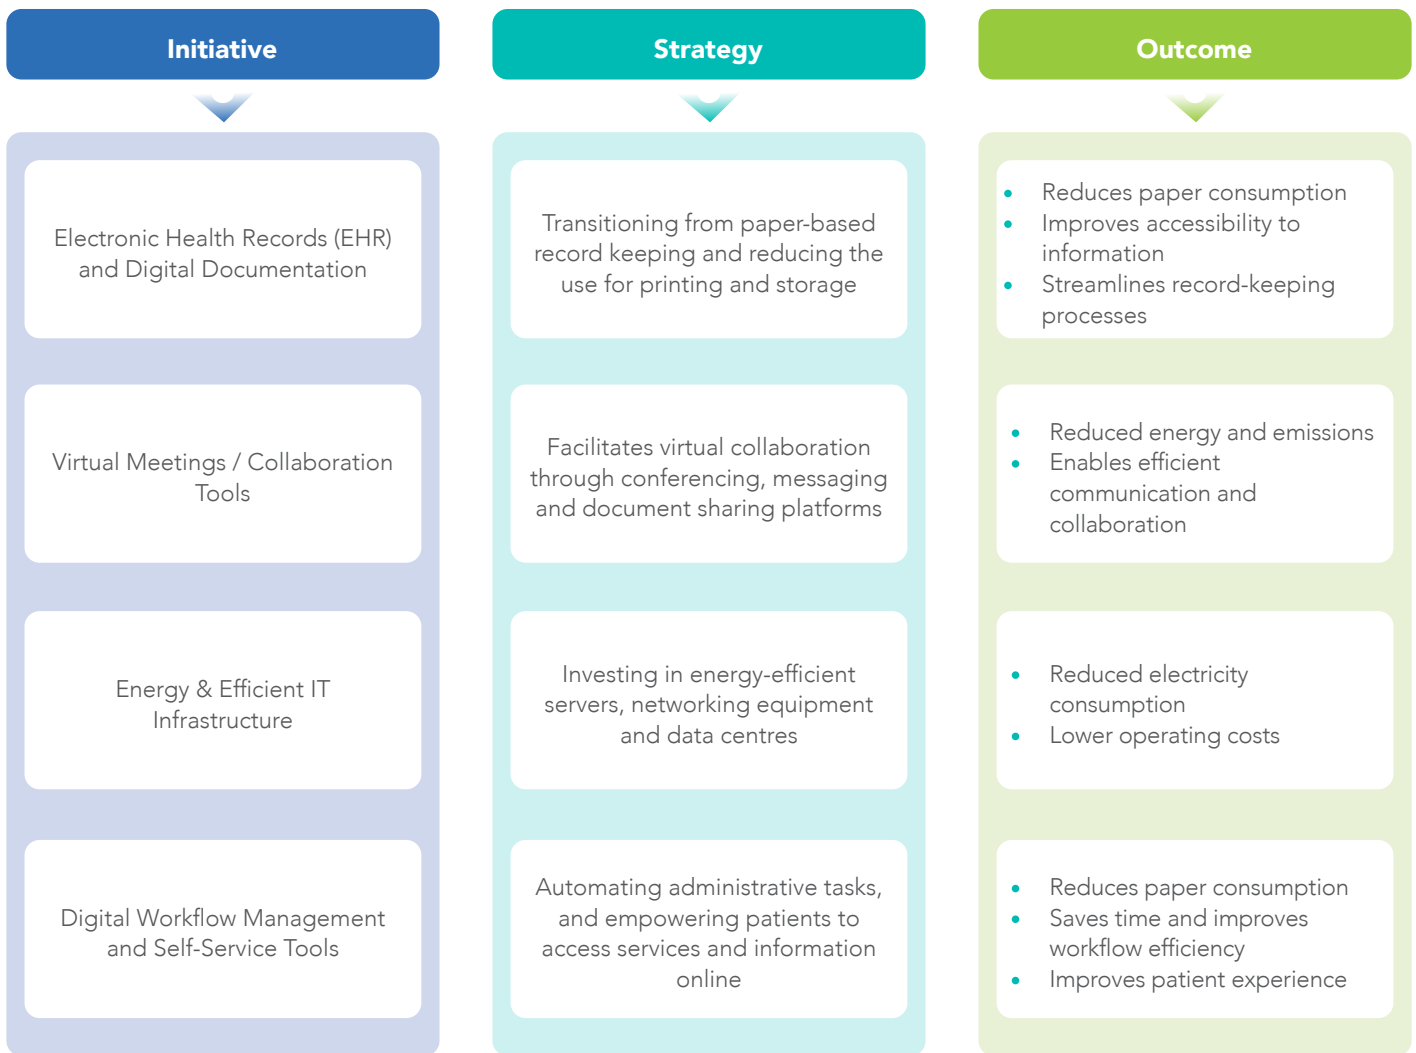 Initiative
Strategy
Outcome
Electronic Health Records (EHR)
and Digital Documentation
Transitioning from paper-based
record keeping and reducing the
use for printing and storage
• Reduces paper consumption
• Improves accessibility to
information
• Streamlines record-keeping
processes
Virtual Meetings / Collaboration
Tools
Facilitates virtual collaboration
through conferencing, messaging
and document sharing platforms
• Reduced energy and emissions
• Enables efficient
communication and
collaboration
Energy & Efficient IT
Infrastructure
Investing in energy-efficient
servers, networking equipment
and data centres
• Reduced electricity
consumption
• Lower operating costs
Digital Workflow Management
and Self-Service Tools
Automating administrative tasks,
and empowering patients to
access services and information
online
• Reduces paper consumption
• Saves time and improves
workflow efficiency
• Improves patient experience